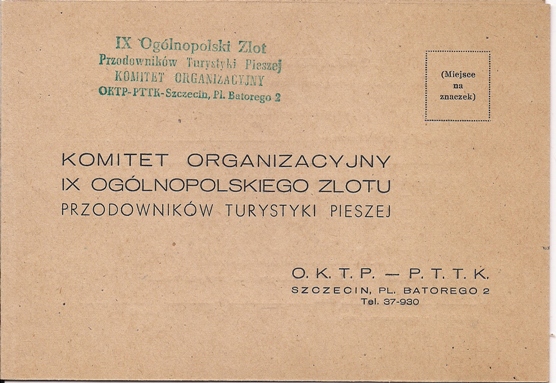 IX Ogólnopolski Zlot
Przodowników Turystyki Pieszej
KOMITET ORGANIZACYJNY
OKTP-PTTK-Szczecin, Pl. Batorego 2
(Miejsce
na
znaczek)
KOMITET ORGANIZACYJNY
IX OGÓLNOPOLSKIEGO ZLOTU
PRZODOWNIKÓW TURYSTYKI PIESZEJ
O. K. T. P. — P. T. T. K.
SZCZECIN, PL. BATOREGO 2
Tel. 37-930